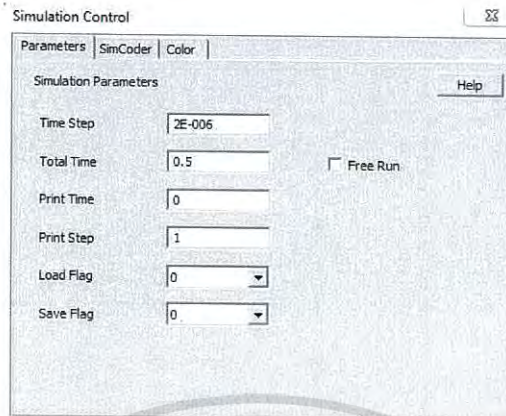 Simulation Control
Parameters SimCoder Color
Simulation Parameters
Help
Time Step 2E-006
Total Time 0.5 Free Run
Print Time 0
Print Step 1
Load Flag 0
Save Flag 0